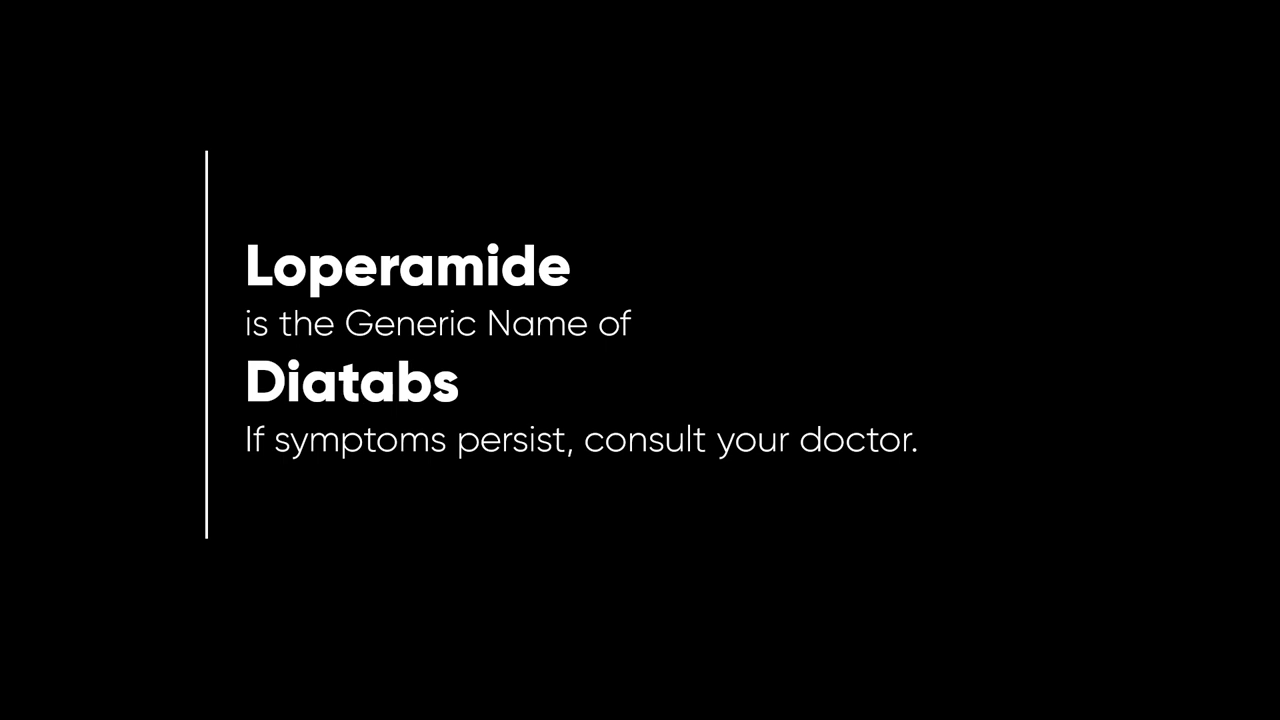 Loperamide
is the Generic Name of
Diatabs
If symptoms persist, consult your doctor.